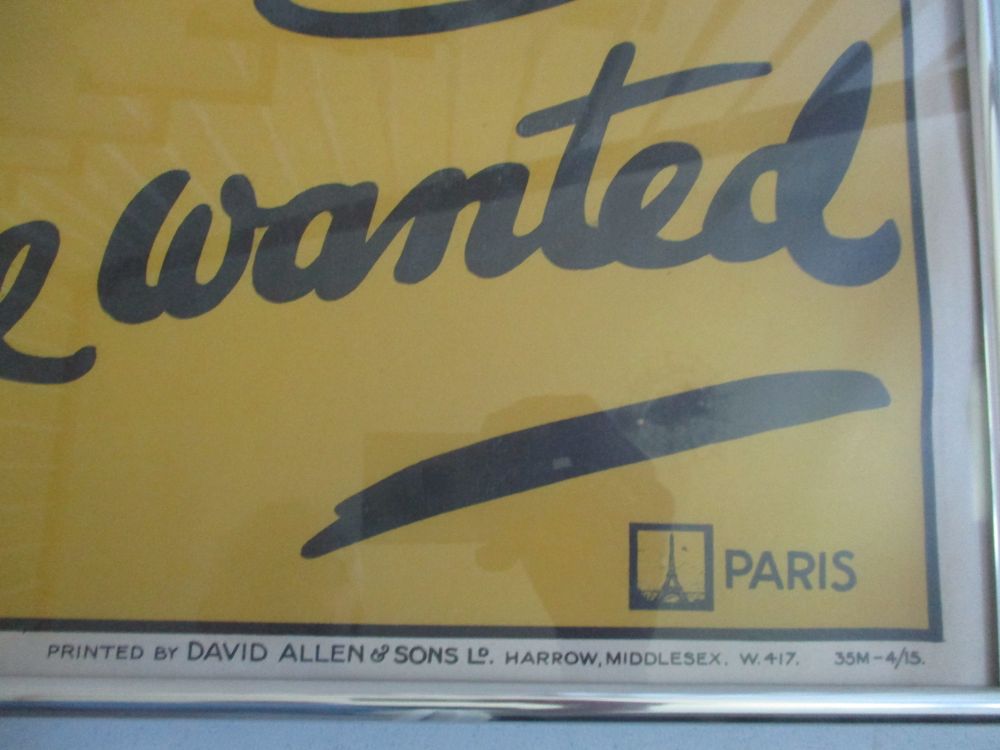 wanted
PARIS
PRINTED BY DAVID ALLEN & SONS LD. HARROW, MIDDLESEX. W. 417. 35M-4/15.